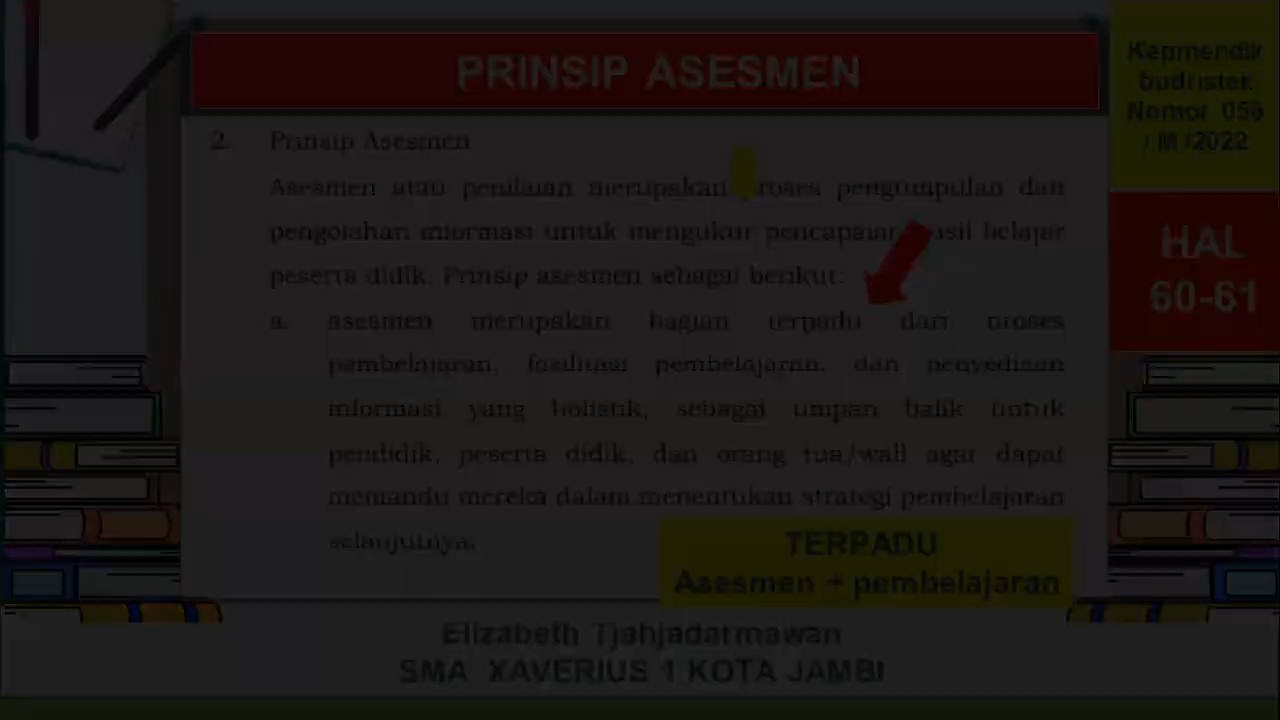 PRINSIP ASESMEN
Kepmendik
budristek
Nomor 056
/ M /2022
HAL
60-61
2. Prinsip Asesmen
Asesmen atau penilaian merupakan proses pengumpulan dan
pengolahan informasi untuk mengukur pencapaian hasil belajar
peserta didik. Prinsip asesmen sebagai berikut:
a. asesmen merupakan bagian terpadu dari proses
pembelajaran, fasilitasi pembelajaran, dan penyediaan
informasi yang holistik, sebagai umpan balik untuk
pendidik, peserta didik, dan orang tua/wali agar dapat
memandu mereka dalam menentukan strategi pembelajaran
selanjutnya;
TERPADU
Asesmen + pembelajaran
Elizabeth Tjahjadarmawan
SMA XAVERIUS 1 KOTA JAMBI